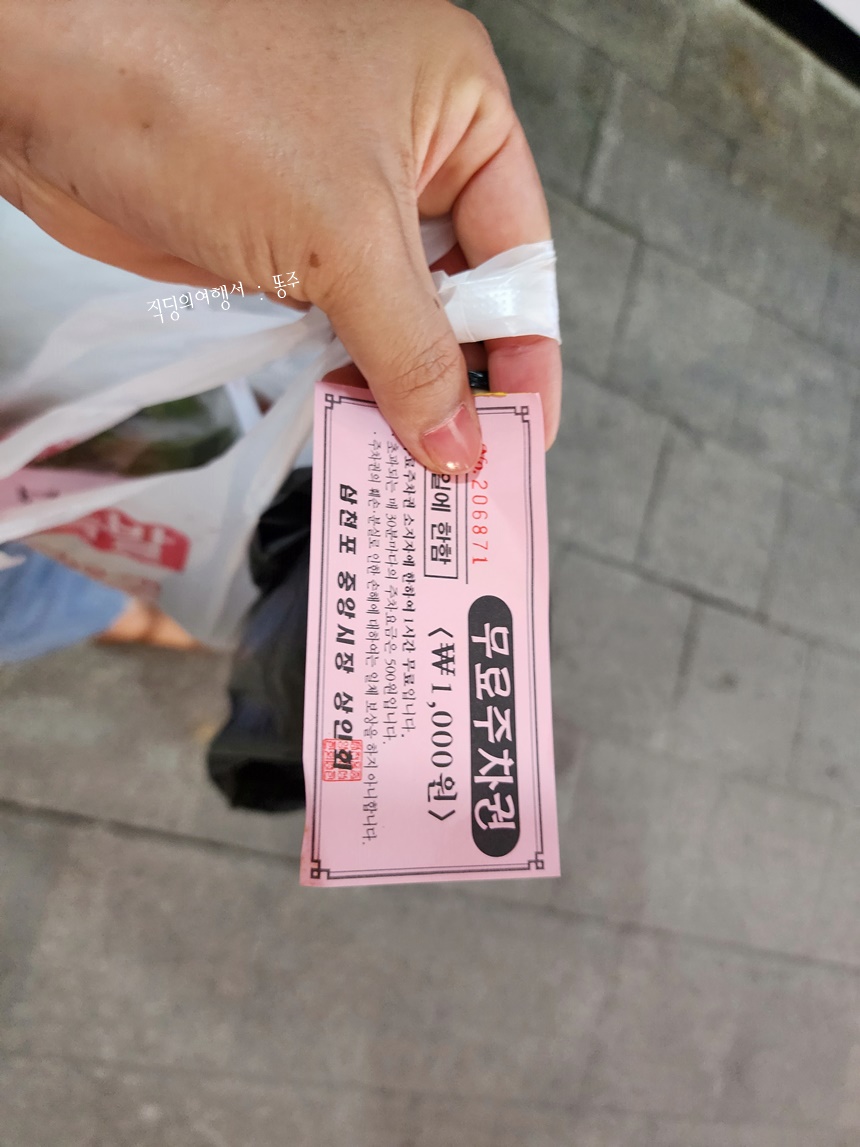 직딩의여행서 : 똥주
No. 206871
일에 한함
무료주차권
<₩ 1,000원>
료주차권 소지자에 한하여 1시간 무료입니다.
초과되는 매 30분마다의 주차요금은 500원입니다.
· 주차권의 훼손·분실로 인한 손해에 대하여는 일체 보상을 하지 아니합니다.
삼천포 중앙시장 상인회